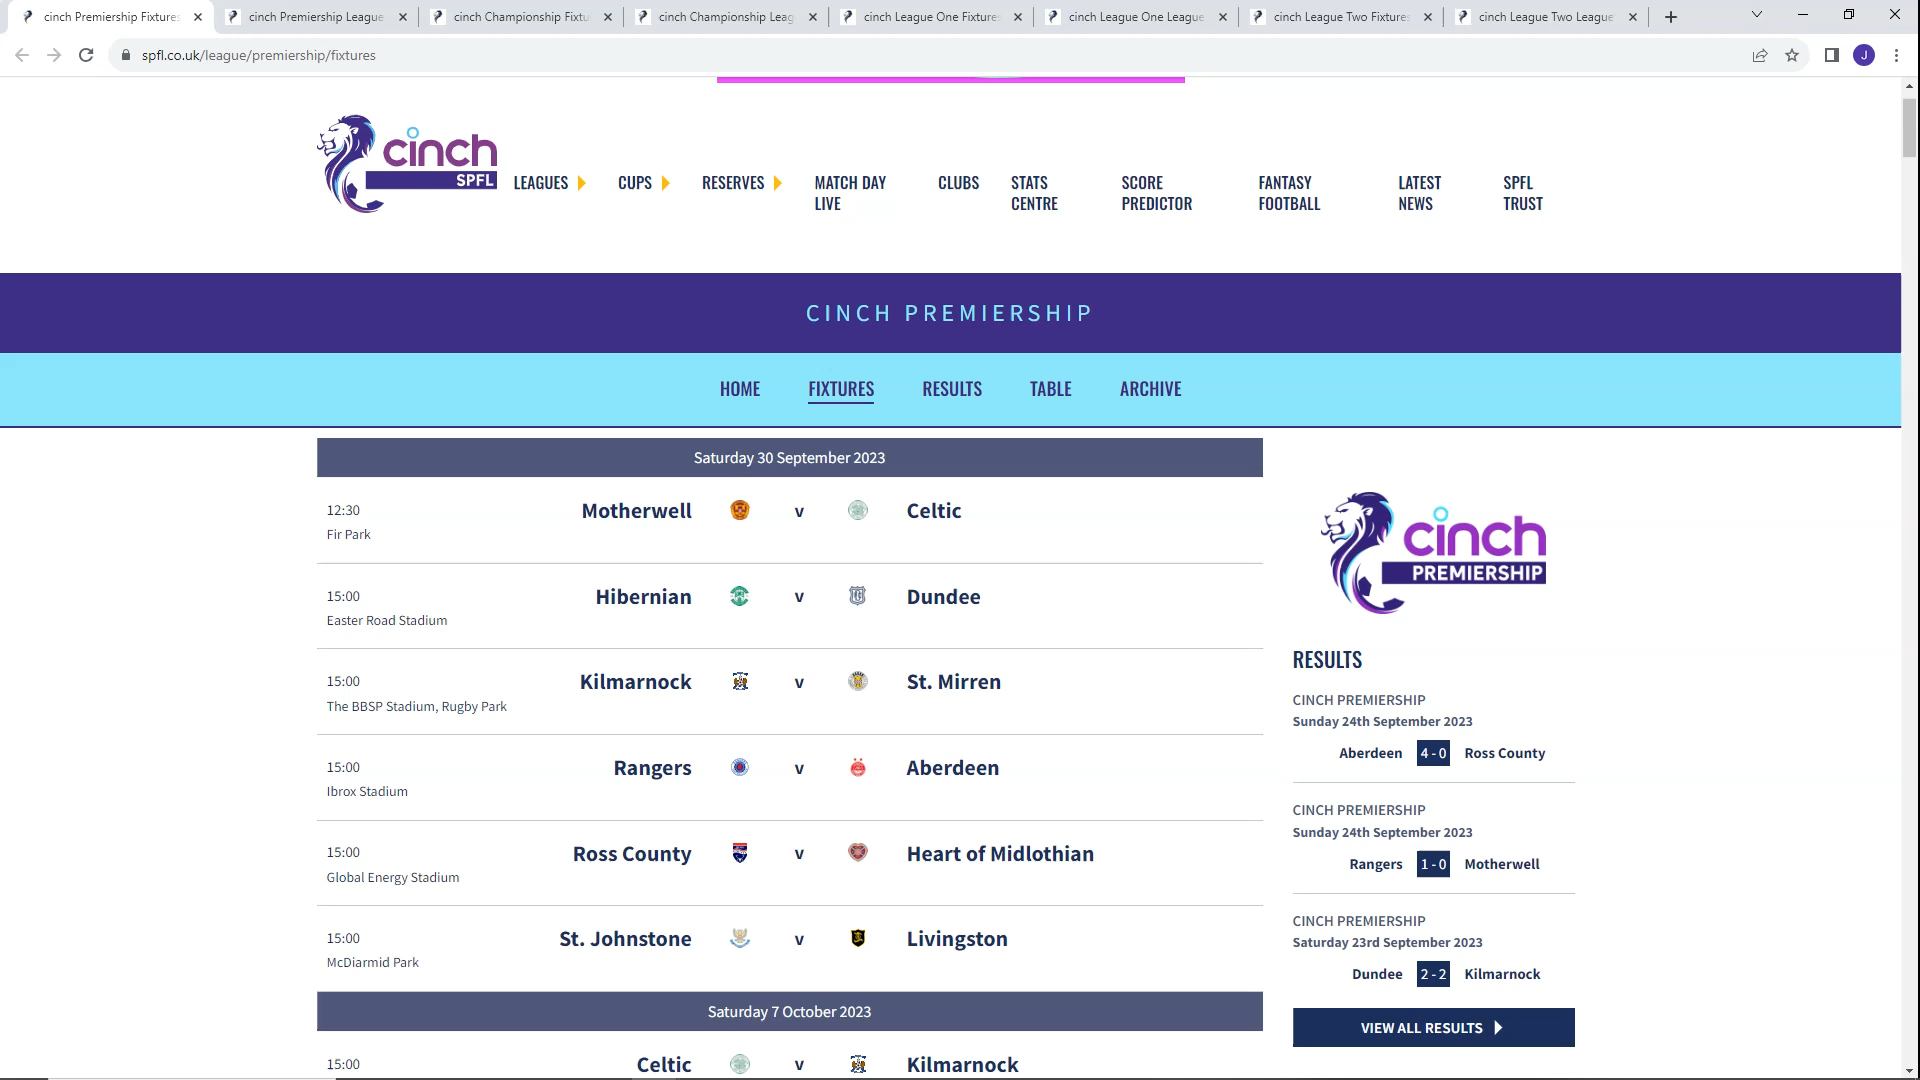 cinch Premiership Fixtures
cinch Premiership League
cinch Championship Fixtu
cinch Championship Leag
cinch League One Fixtures
cinch League One League
cinch League Two Fixtures
cinch League Two League
spfl.co.uk/league/premiership/fixtures
J
cinch
SPFL
LEAGUES
CUPS
RESERVES
MATCH DAY
LIVE
CLUBS
STATS
CENTRE
SCORE
PREDICTOR
FANTASY
FOOTBALL
LATEST
NEWS
SPFL
TRUST
CINCH PREMIERSHIP
HOME
FIXTURES
RESULTS
TABLE
ARCHIVE
Saturday 30 September 2023
12:30
Fir Park
Motherwell v Celtic
15:00
Easter Road Stadium
Hibernian v Dundee
15:00
The BBSP Stadium, Rugby Park
Kilmarnock v St. Mirren
15:00
Ibrox Stadium
Rangers v Aberdeen
15:00
Global Energy Stadium
Ross County v Heart of Midlothian
15:00
McDiarmid Park
St. Johnstone v Livingston
Saturday 7 October 2023
15:00
Celtic v Kilmarnock
cinch
PREMIERSHIP
RESULTS
CINCH PREMIERSHIP
Sunday 24th September 2023
Aberdeen 4 - 0 Ross County
CINCH PREMIERSHIP
Sunday 24th September 2023
Rangers 1 - 0 Motherwell
CINCH PREMIERSHIP
Saturday 23rd September 2023
Dundee 2 - 2 Kilmarnock
VIEW ALL RESULTS